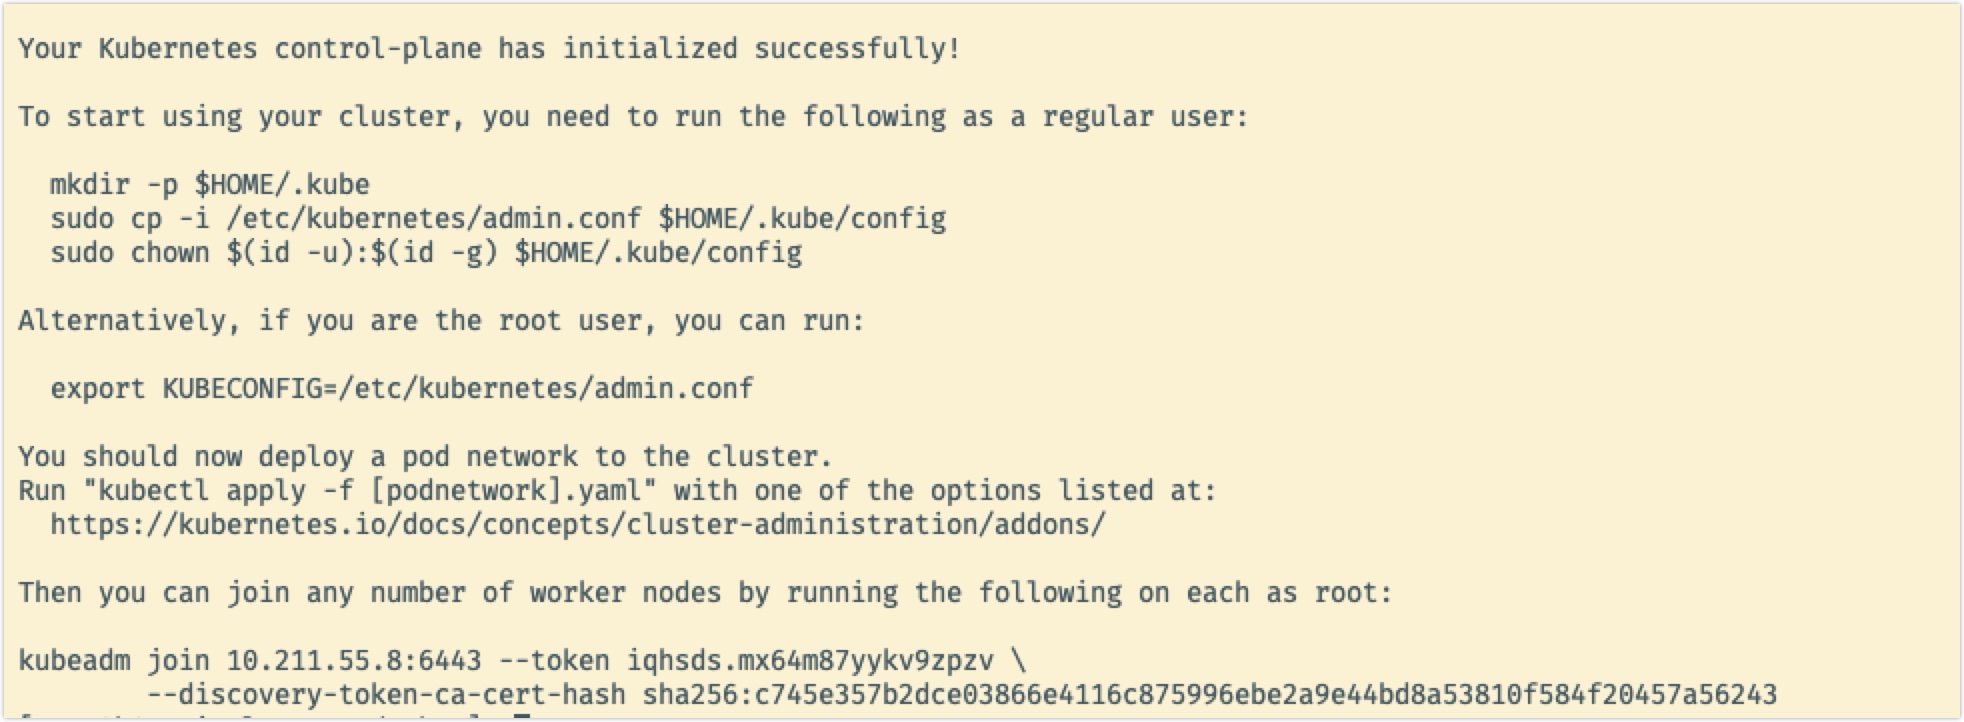 Your Kubernetes control-plane has initialized successfully!
To start using your cluster, you need to run the following as a regular user:
mkdir -p $HOME/.kube
sudo cp -i /etc/kubernetes/admin.conf $HOME/.kube/config
sudo chown $(id -u):$(id -g) $HOME/.kube/config
Alternatively, if you are the root user, you can run:
export KUBECONFIG=/etc/kubernetes/admin.conf
You should now deploy a pod network to the cluster.
Run "kubectl apply -f [podnetwork].yaml" with one of the options listed at:
https://kubernetes.io/docs/concepts/cluster-administration/addons/
Then you can join any number of worker nodes by running the following on each as root:
kubeadm join 10.211.55.8:6443 --token iqhsds.mx64m87yykv9zpzv \
--discovery-token-ca-cert-hash sha256:c745e357b2dce03866e4116c875996ebe2a9e44bd8a53810f584f20457a56243